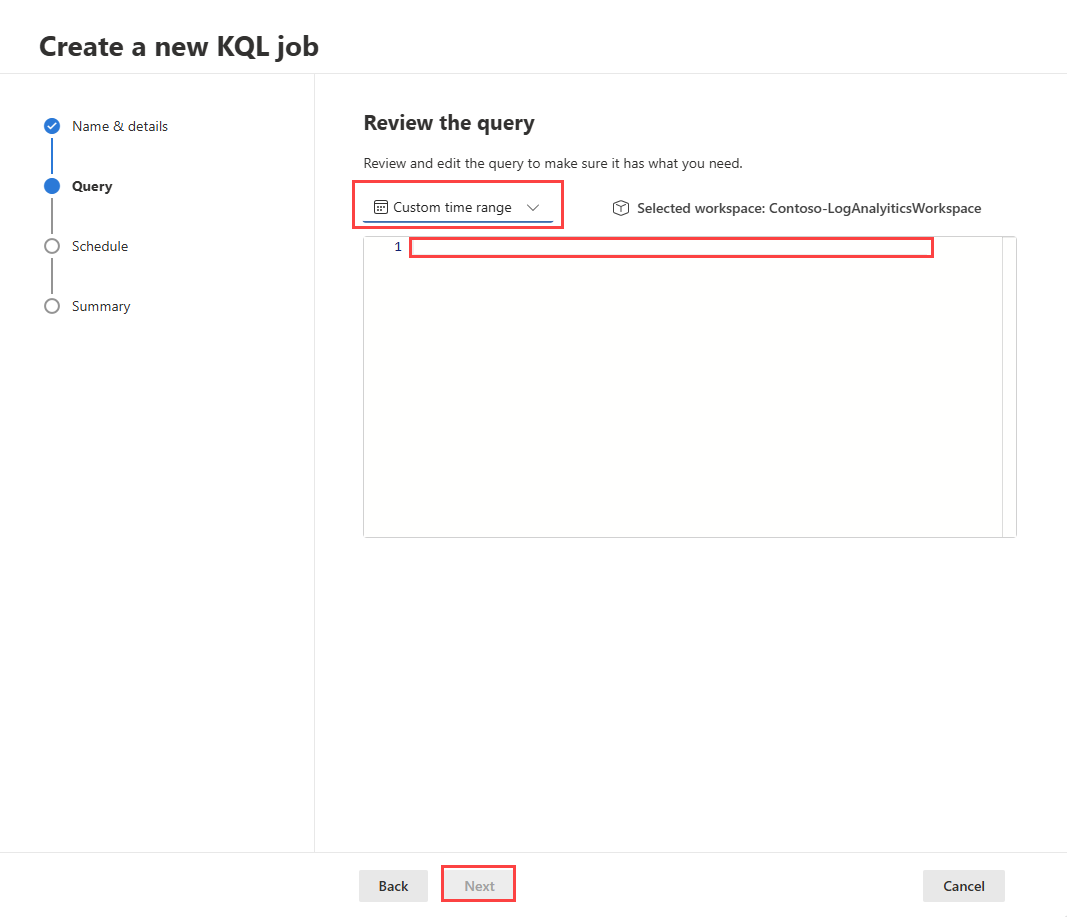 Create a new KQL job
Name & details
Query
Schedule
Summary
Review the query
Review and edit the query to make sure it has what you need.
Custom time range
Selected workspace: Contoso-LogAnalyiticsWorkspace
1
Back
Next
Cancel